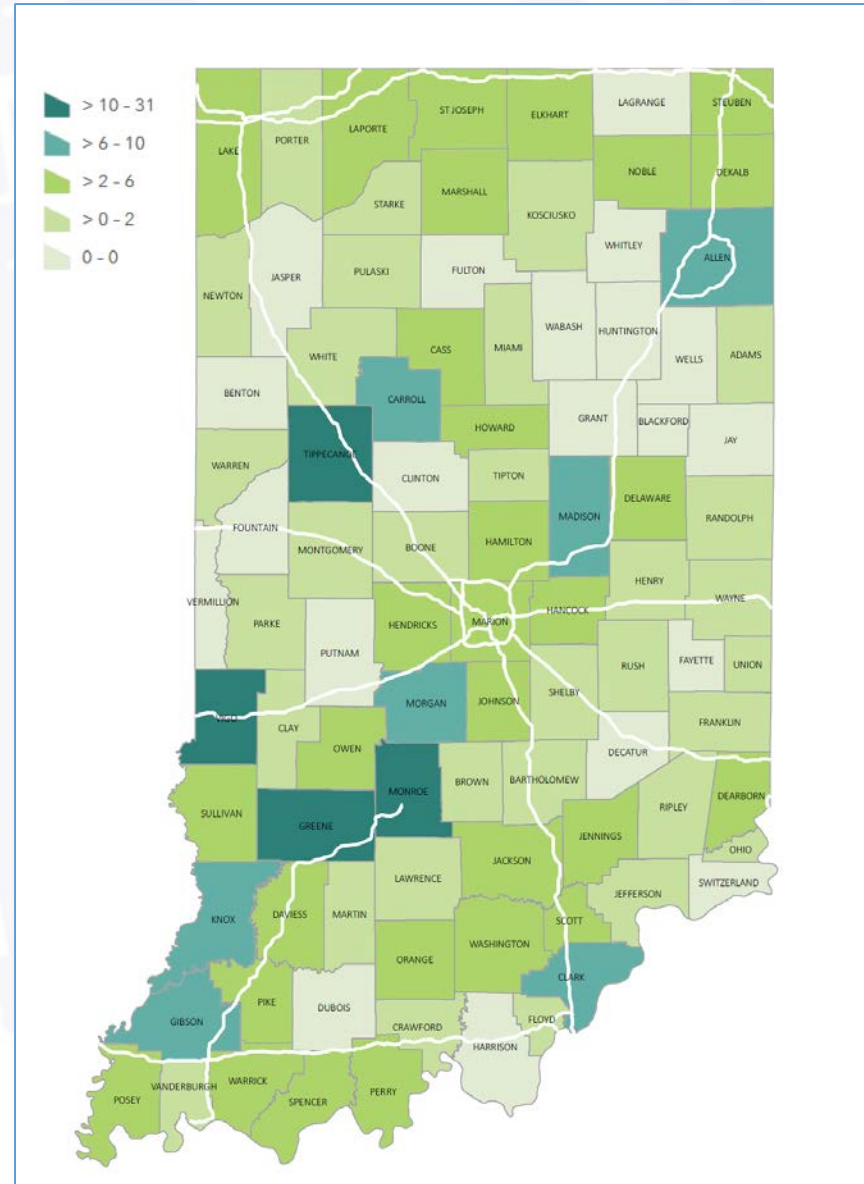 > 10 - 31
> 6 - 10
> 2 - 6
> 0 - 2
0 - 0
LAGRANGE
STEUBEN
ST JOSEPH
ELKHART
LAPORTE
PORTER
LAKE
NOBLE
DEKALB
MARSHALL
STARKE
KOSCIUSKO
WHITLEY
ALLEN
JASPER
PULASKI
FULTON
NEWTON
WABASH
HUNTINGTON
WHITE
CASS
MIAMI
WELLS
ADAMS
BENTON
CARROLL
GRANT
BLACKFORD
HOWARD
JAY
TIPPECANOE
WARREN
CLINTON
TIPTON
DELAWARE
MADISON
RANDOLPH
FOUNTAIN
MONTGOMERY
BOONE
HAMILTON
HENRY
VERMILLION
WAYNE
HANCOCK
PARKE
HENDRICKS
MARION
PUTNAM
RUSH
FAYETTE
UNION
VIGO
MORGAN
JOHNSON
SHELBY
CLAY
FRANKLIN
OWEN
DECATUR
MONROE
BROWN
BARTHOLOMEW
DEARBORN
RIPLEY
SULLIVAN
GREENE
JENNINGS
OHIO
JACKSON
LAWRENCE
SWITZERLAND
JEFFERSON
KNOX
DAVIESS
MARTIN
SCOTT
WASHINGTON
ORANGE
CLARK
PIKE
DUBOIS
GIBSON
FLOYD
CRAWFORD
HARRISON
VANDERBURGH
WARRICK
PERRY
POSEY
SPENCER